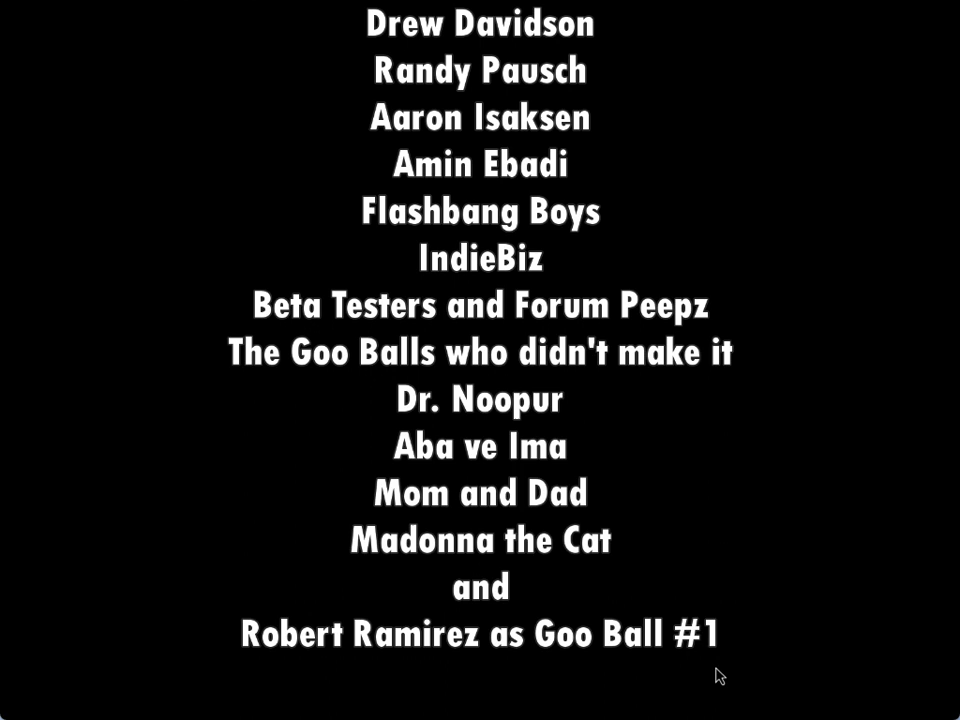 Drew Davidson
Randy Pausch
Aaron Isaksen
Amin Ebadi
Flashbang Boys
IndieBiz
Beta Testers and Forum Peepz
The Goo Balls who didn't make it
Dr. Noopur
Aba ve Ima
Mom and Dad
Madonna the Cat
and
Robert Ramirez as Goo Ball #1